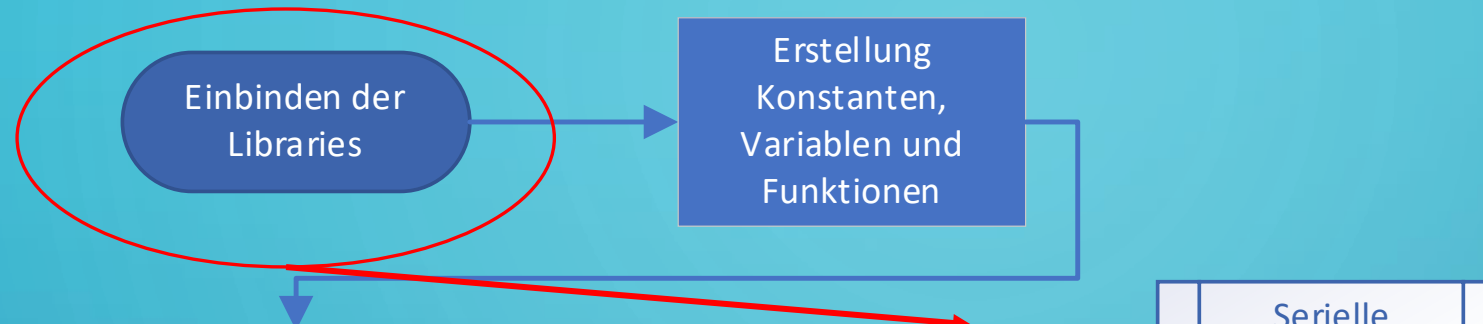 Einbinden der
Libraries
Erstellung
Konstanten,
Variablen und
Funktionen
Serielle